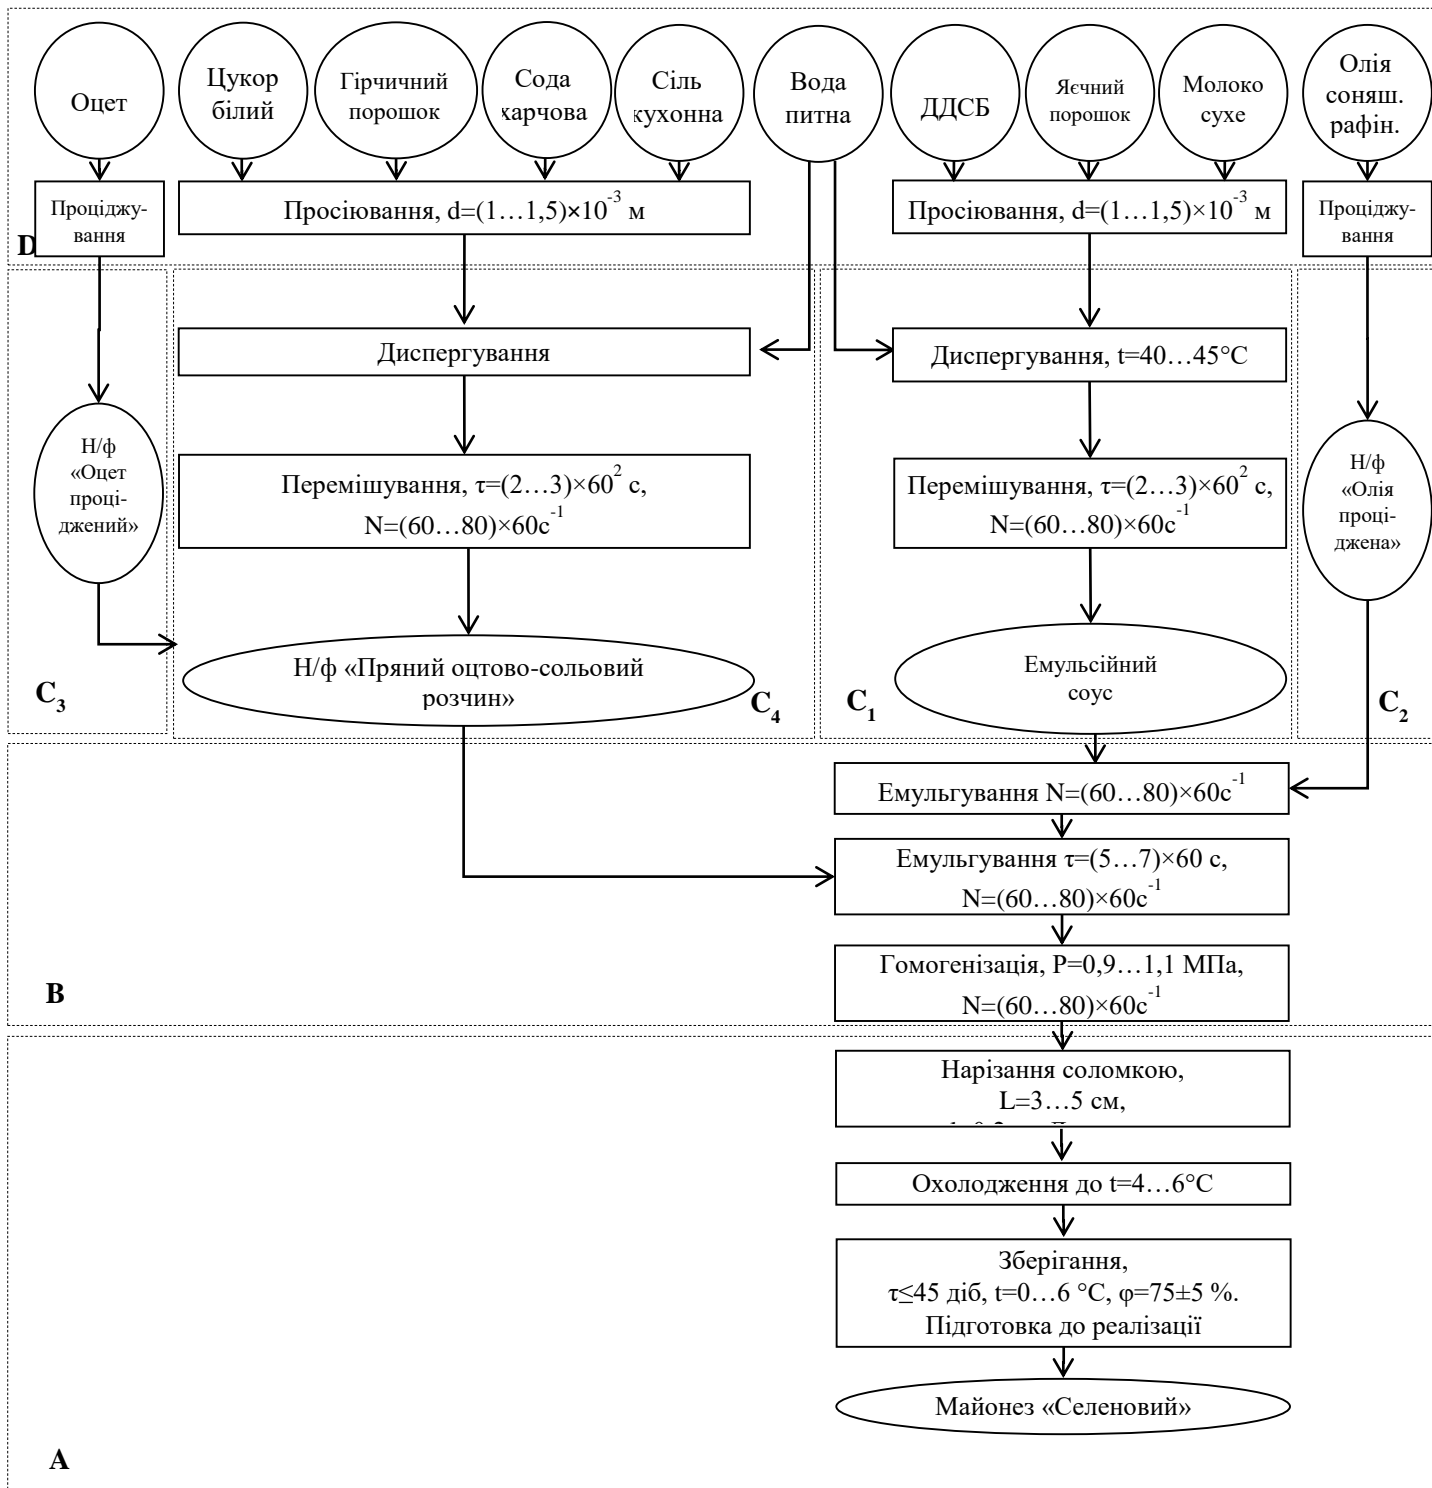 Оцет
Цукор
білий
Гірчичний
порошок
Сода
харчова
Сіль
кухонна
Вода
питна
ДДСБ
Яєчний
порошок
Молоко
сухе
Олія
соняш.
рафін.
Проціджу-
вання
Просіювання, d=(1…1,5)×10⁻³ м
Просіювання, d=(1…1,5)×10⁻³ м
Проціджу-
вання
D
Диспергування
Диспергування, t=40…45°С
Н/ф
«Оцет
проці-
джений»
Перемішування, τ=(2…3)×60² с,
N=(60…80)×60с⁻¹
Перемішування, τ=(2…3)×60² с,
N=(60…80)×60с⁻¹
Н/ф
«Олія
проці-
джена»
Н/ф «Пряний оцтово-сольовий
розчин»
Емульсійний
соус
C₃
C₄
C₁
C₂
Емульгування N=(60…80)×60с⁻¹
Емульгування τ=(5…7)×60 с,
N=(60…80)×60с⁻¹
Гомогенізація, P=0,9…1,1 МПа,
N=(60…80)×60с⁻¹
B
Нарізання соломкою,
L=3…5 см,
Охолодження до t=4…6°С
Зберігання,
τ≤45 діб, t=0…6 °С, φ=75±5 %.
Підготовка до реалізації
Майонез «Селеновий»
A